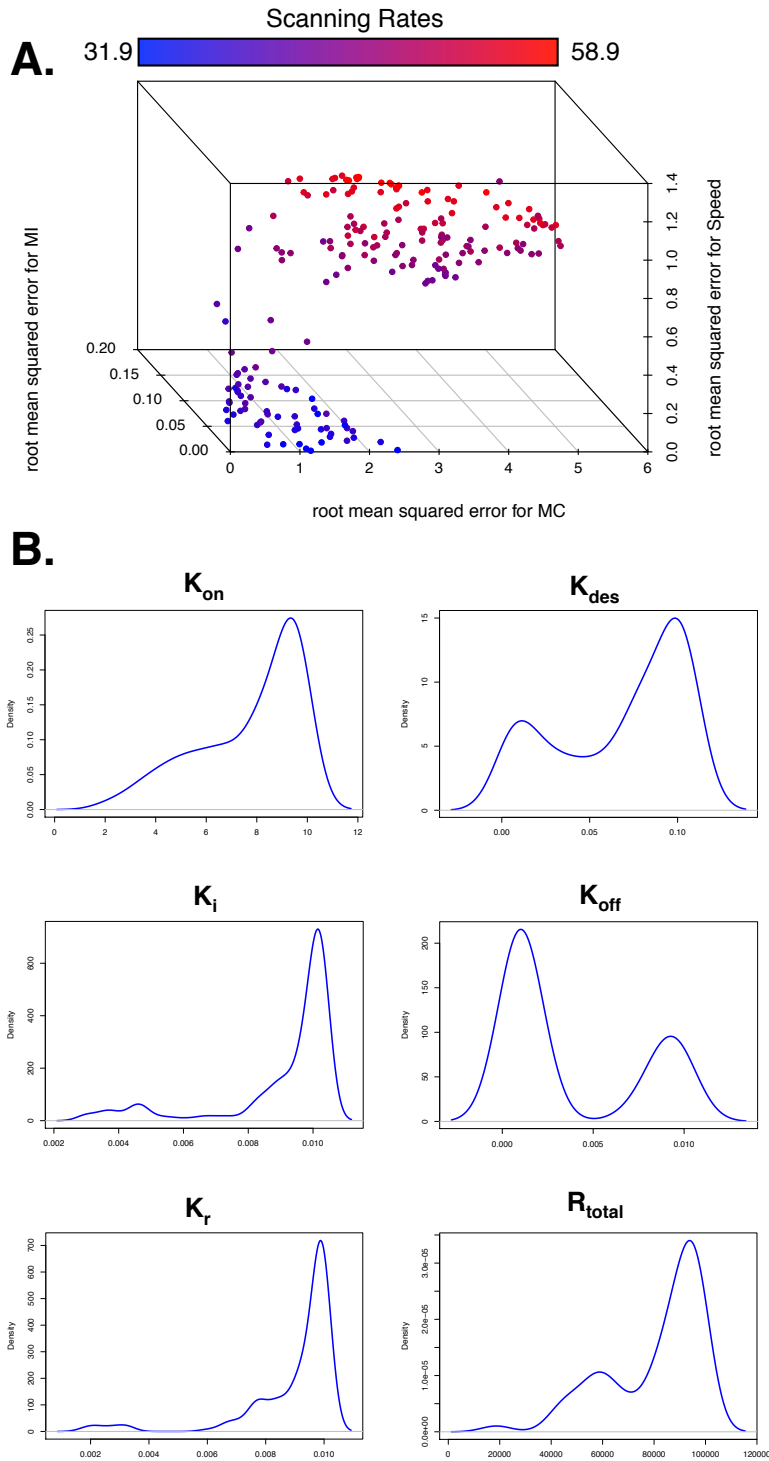 Scanning Rates
31.9 58.9
A.
root mean squared error for MI
0.20
0.15
0.10
0.05
0.00
0 1 2 3 4 5 6
root mean squared error for MC
0.0 0.2 0.4 0.6 0.8 1.0 1.2 1.4
root mean squared error for Speed
B.
Kon
Density
0.00 0.05 0.10 0.15 0.20 0.25
0 2 4 6 8 10 12
Kdes
Density
0 5 10 15
0.00 0.05 0.10
Ki
Density
0 200 400 600
0.002 0.004 0.006 0.008 0.010
Koff
Density
0 50 100 150 200
0.000 0.005 0.010
Kr
Density
0 100 200 300 400 500 600 700
0.002 0.004 0.006 0.008 0.010
Rtotal
Density
0.0e+00 1.0e-05 2.0e-05 3.0e-05
0 20000 40000 60000 80000 100000 120000